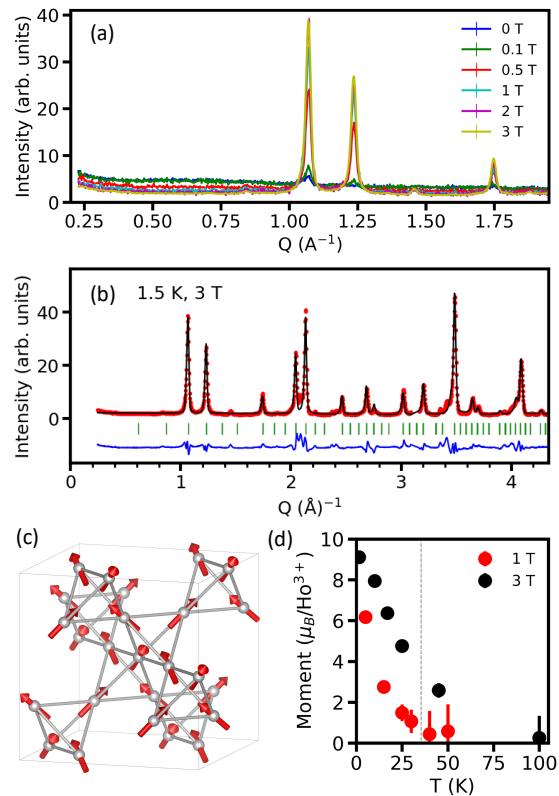 (a)
Intensity (arb. units)
40
30
20
10
0
0 T
0.1 T
0.5 T
1 T
2 T
3 T
0.25 0.50 0.75 1.00 1.25 1.50 1.75
Q (A⁻¹)
(b)
1.5 K, 3 T
Intensity (arb. units)
40
20
0
1 2 3 4
Q (Å)⁻¹
(c)
(d)
Moment (μ_B/Ho³⁺)
10
8
6
4
2
0
1 T
3 T
0 25 50 75 100
T (K)